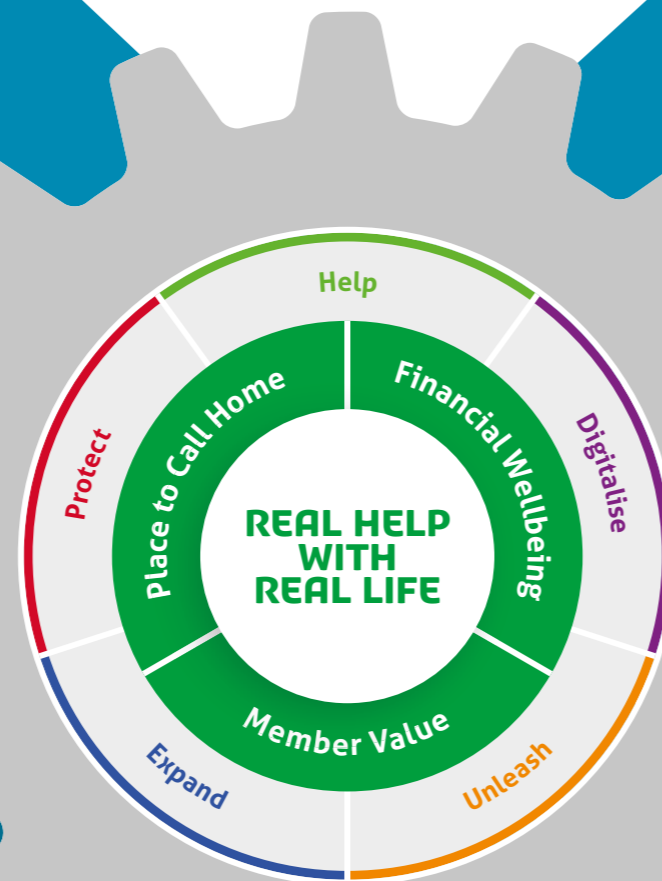 Help
Digitalise
Unleash
Expand
Protect
Place to Call Home
Financial Wellbeing
Member Value
REAL HELP
WITH
REAL LIFE